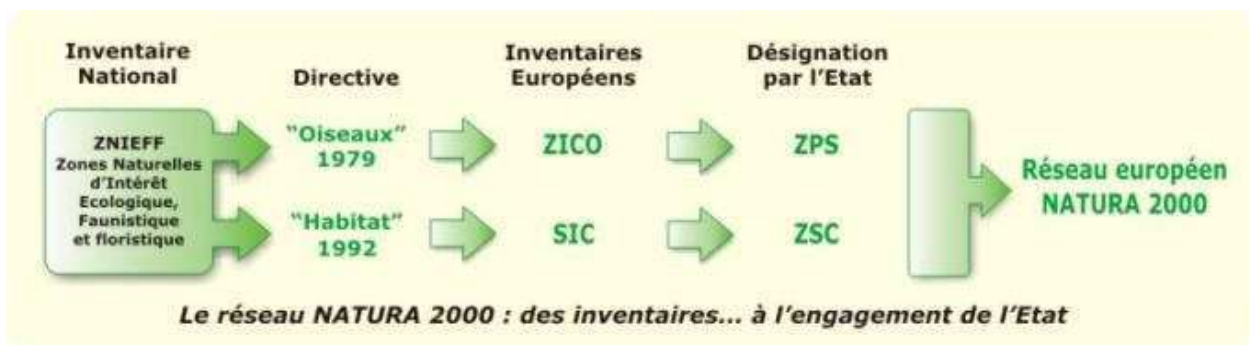 Inventaire
National
Directive
Inventaires
Européens
Désignation
par l'Etat
ZNIEFF
Zones Naturelles
d'Intérêt
Ecologique,
Faunistique
et floristique
"Oiseaux"
1979
ZICO
ZPS
"Habitat"
1992
SIC
ZSC
Réseau européen
NATURA 2000
Le réseau NATURA 2000 : des inventaires... à l'engagement de l'Etat